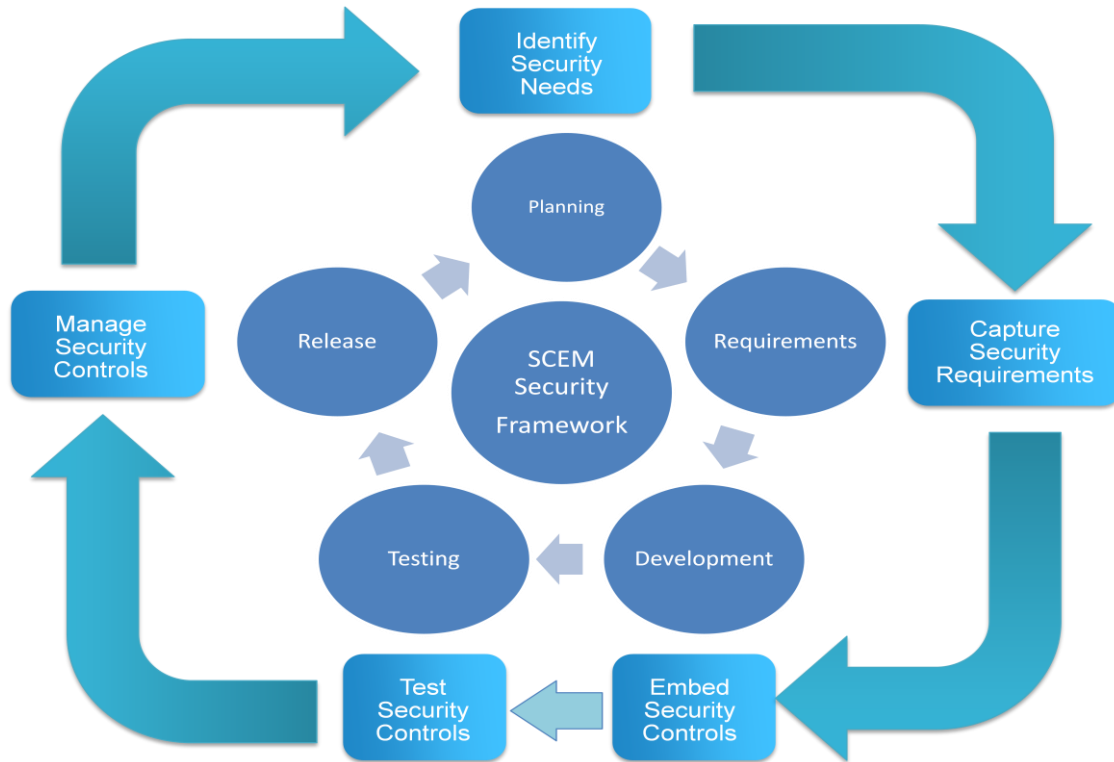 Identify
Security
Needs
Planning
Manage
Security
Controls
Release
SCEM
Security
Framework
Requirements
Capture
Security
Requirements
Testing
Development
Test
Security
Controls
Embed
Security
Controls